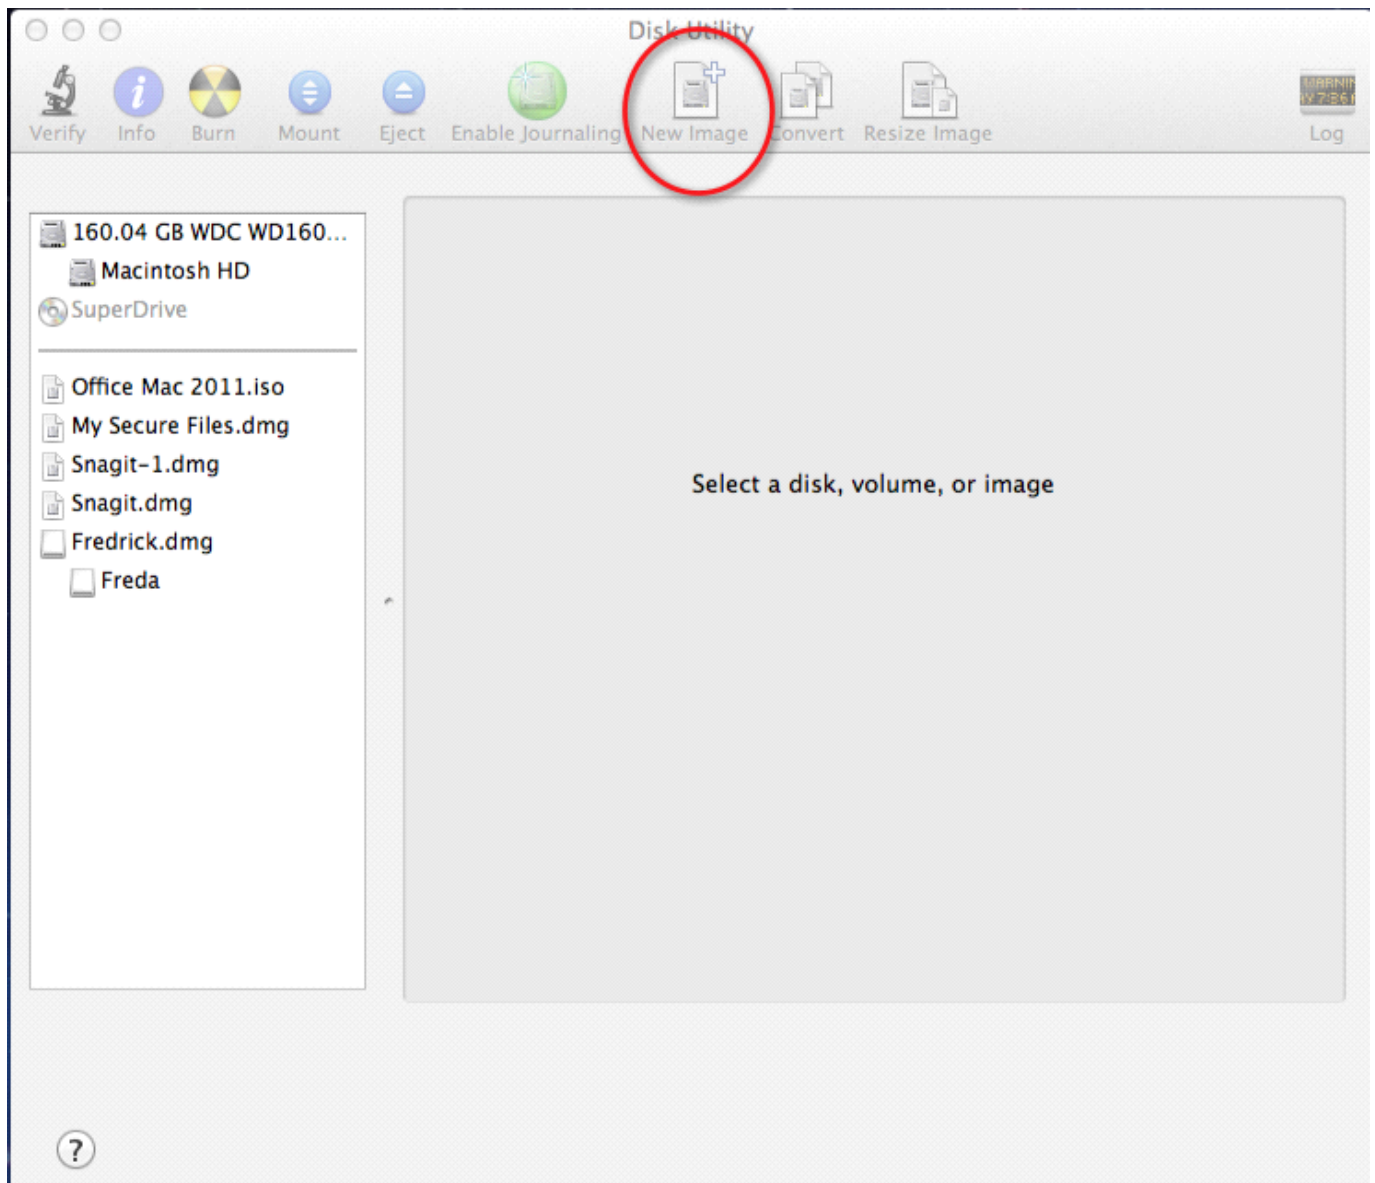 Disk Utility
Verify Info Burn Mount Eject Enable Journaling New Image Convert Resize Image Log
WARNIN
160.04 GB WDC WD160...
Macintosh HD
SuperDrive
Office Mac 2011.iso
My Secure Files.dmg
Snagit-1.dmg
Snagit.dmg
Fredrick.dmg
Freda
Select a disk, volume, or image
?